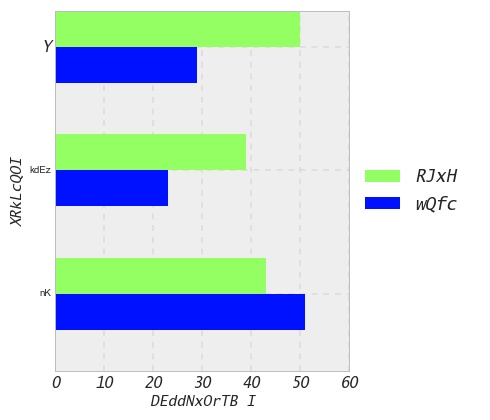 Y
kdEz
nK
XRkLcQOI
0 10 20 30 40 50 60
DEddNxOrTB I
RJxH
wQfc